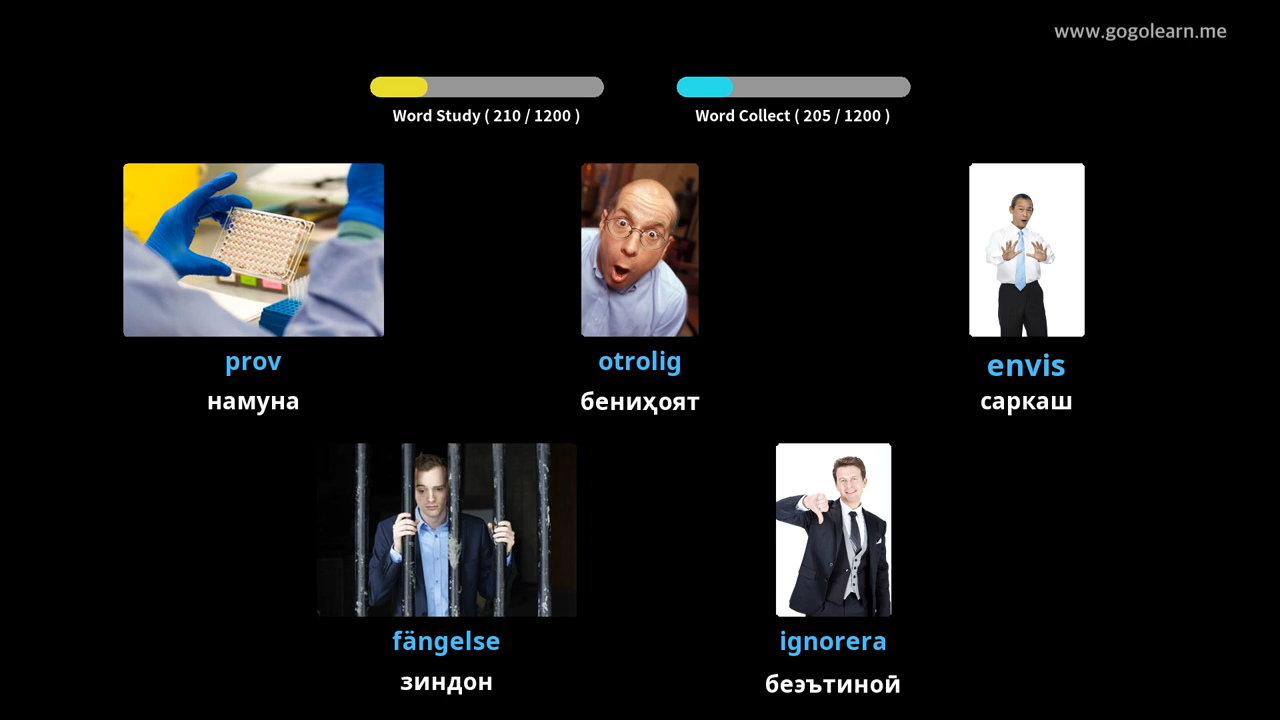 www.gogolearn.me
Word Study ( 210 / 1200 )
Word Collect ( 205 / 1200 )
prov
otrolig
envis
намуна
бениҳоят
саркаш
fängelse
ignorera
зиндон
беэътиноӣ